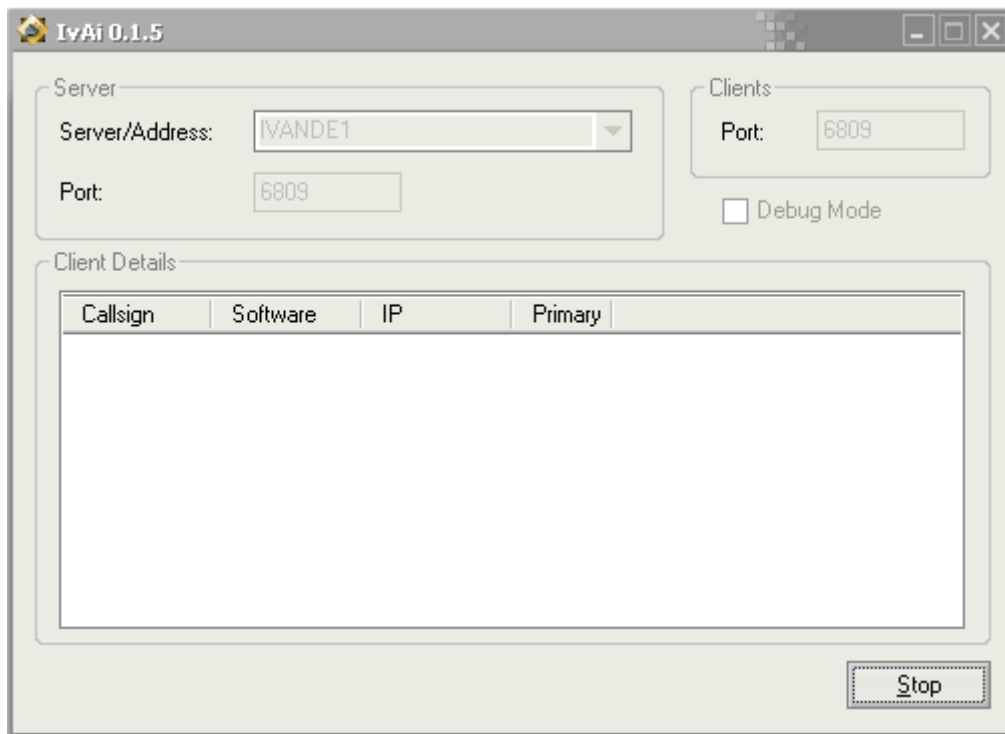 IvAi 0.1.5
Server
Clients
Server/Address: IVANDE1
Port: 6809
Port: 6809
Debug Mode
Client Details
Callsign Software IP Primary
Stop